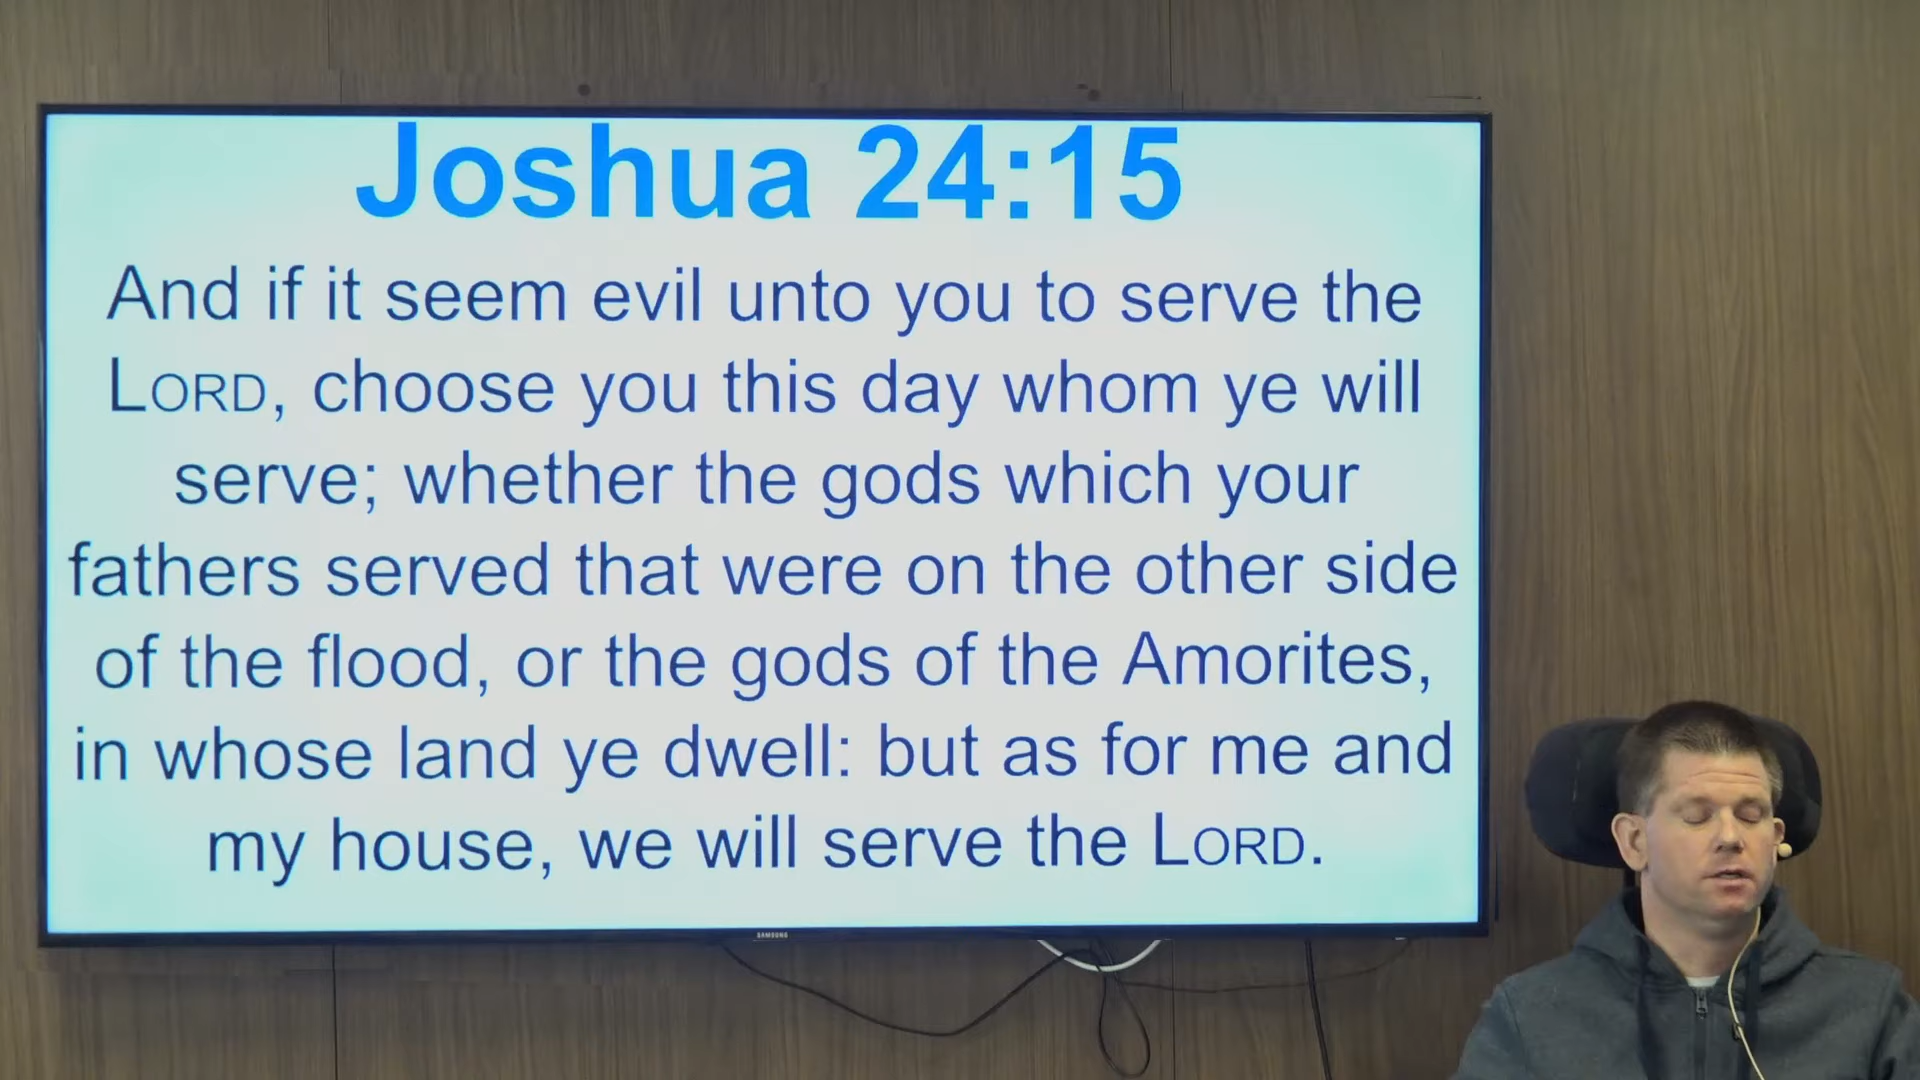 Joshua 24:15
And if it seem evil unto you to serve the
LORD, choose you this day whom ye will
serve; whether the gods which your
fathers served that were on the other side
of the flood, or the gods of the Amorites,
in whose land ye dwell: but as for me and
my house, we will serve the LORD.
SAMSUNG